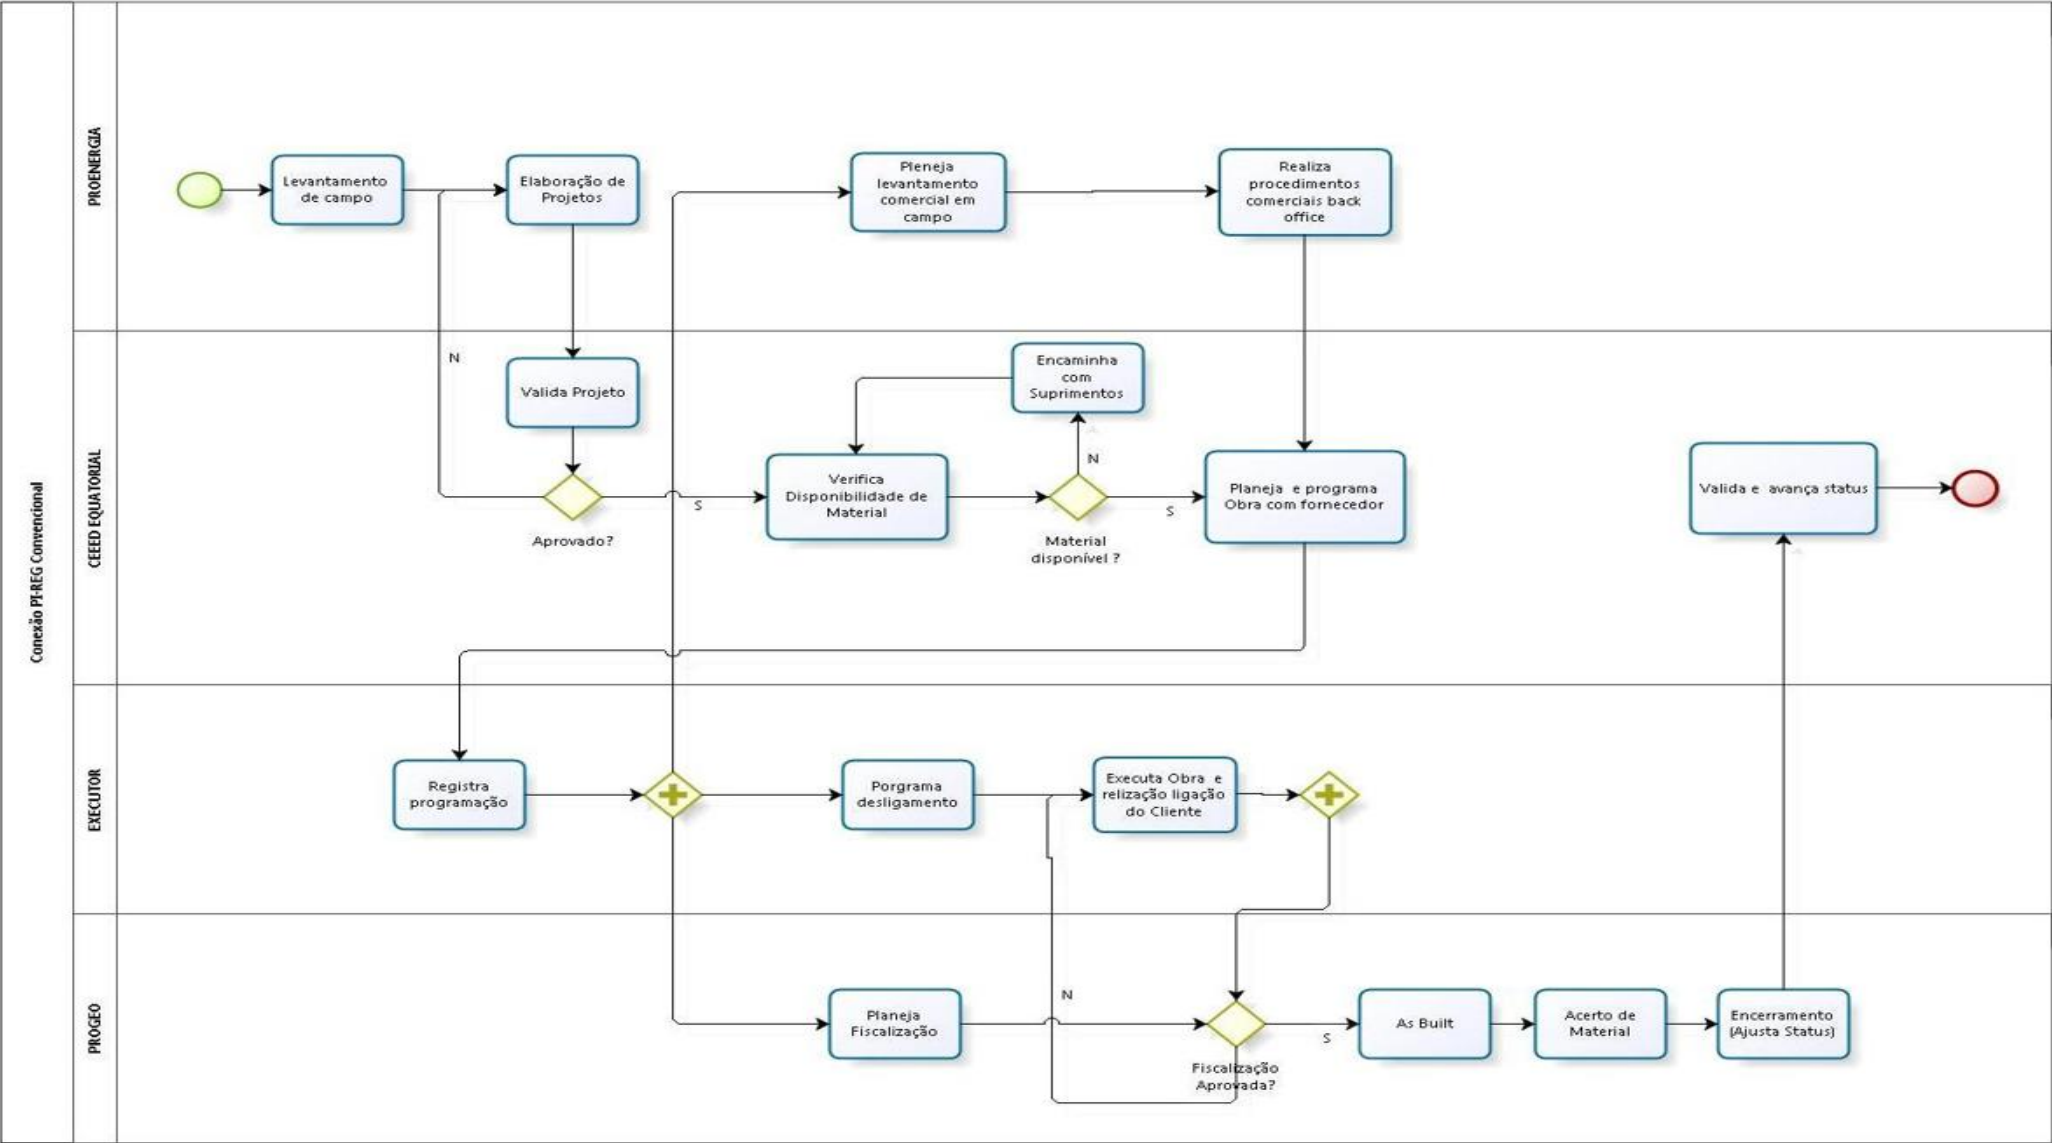 Conexão PI-REG Convencional
PROENERGIA
Levantamento
de campo
Elaboração de
Projetos
Pleneja
levantamento
comercial em
campo
Realiza
procedimentos
comerciais back
office
CEEED EQUATORIAL
N
Valida Projeto
Aprovado?
S
Verifica
Disponibilidade de
Material
Encaminha
com
Suprimentos
N
Material
disponível ?
S
Planeja e programa
Obra com fornecedor
Valida e avança status
EXECUTOR
Registra
programação
Porgrama
desligamento
Executa Obra e
relização ligação
do Cliente
PROGEO
Planeja
Fiscalização
N
Fiscalização
Aprovada?
S
As Built
Acerto de
Material
Encerramento
(Ajusta Status)